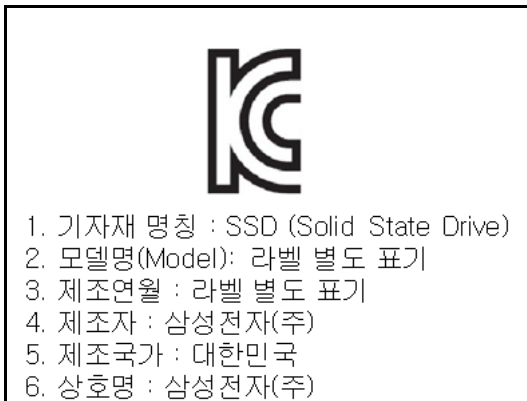 KC
1. 기자재 명칭 : SSD (Solid State Drive)
2. 모델명(Model): 라벨 별도 표기
3. 제조연월 : 라벨 별도 표기
4. 제조자 : 삼성전자(주)
5. 제조국가 : 대한민국
6. 상호명 : 삼성전자(주)